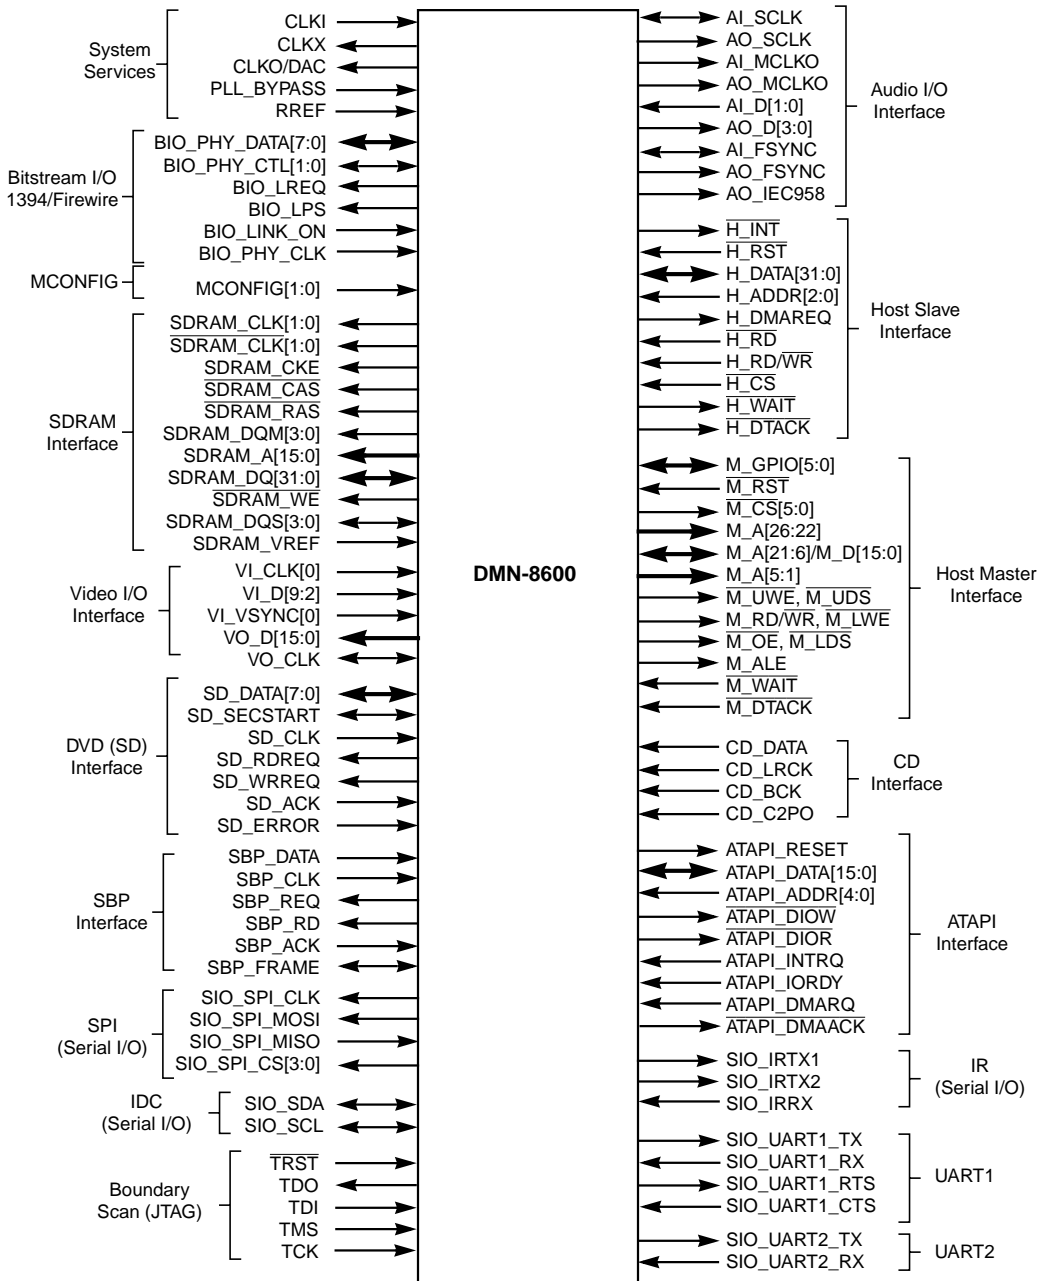 System
Services
CLKI
CLKX
CLKO/DAC
PLL_BYPASS
RREF
Bitstream I/O
1394/Firewire
BIO_PHY_DATA[7:0]
BIO_PHY_CTL[1:0]
BIO_LREQ
BIO_LPS
BIO_LINK_ON
BIO_PHY_CLK
MCONFIG
MCONFIG[1:0]
SDRAM
Interface
SDRAM_CLK[1:0]
SDRAM_CLK[1:0]
SDRAM_CKE
SDRAM_CAS
SDRAM_RAS
SDRAM_DQM[3:0]
SDRAM_A[15:0]
SDRAM_DQ[31:0]
SDRAM_WE
SDRAM_DQS[3:0]
SDRAM_VREF
Video I/O
Interface
VI_CLK[0]
VI_D[9:2]
VI_VSYNC[0]
VO_D[15:0]
VO_CLK
DVD (SD)
Interface
SD_DATA[7:0]
SD_SECSTART
SD_CLK
SD_RDREQ
SD_WRREQ
SD_ACK
SD_ERROR
SBP
Interface
SBP_DATA
SBP_CLK
SBP_REQ
SBP_RD
SBP_ACK
SBP_FRAME
SPI
(Serial I/O)
SIO_SPI_CLK
SIO_SPI_MOSI
SIO_SPI_MISO
SIO_SPI_CS[3:0]
IDC
(Serial I/O)
SIO_SDA
SIO_SCL
Boundary
Scan (JTAG)
TRST
TDO
TDI
TMS
TCK
DMN-8600
AI_SCLK
AO_SCLK
AI_MCLKO
AO_MCLKO
AI_D[1:0]
AO_D[3:0]
AI_FSYNC
AO_FSYNC
AO_IEC958
Audio I/O
Interface
H_INT
H_RST
H_DATA[31:0]
H_ADDR[2:0]
H_DMAREQ
H_RD
H_RD/WR
H_CS
H_WAIT
H_DTACK
Host Slave
Interface
M_GPIO[5:0]
M_RST
M_CS[5:0]
M_A[26:22]
M_A[21:6]/M_D[15:0]
M_A[5:1]
M_UWE, M_UDS
M_RD/WR, M_LWE
M_OE, M_LDS
M_ALE
M_WAIT
M_DTACK
Host Master
Interface
CD_DATA
CD_LRCK
CD_BCK
CD_C2PO
CD
Interface
ATAPI_RESET
ATAPI_DATA[15:0]
ATAPI_ADDR[4:0]
ATAPI_DIOW
ATAPI_DIOR
ATAPI_INTRQ
ATAPI_IORDY
ATAPI_DMARQ
ATAPI_DMAACK
ATAPI
Interface
SIO_IRTX1
SIO_IRTX2
SIO_IRRX
IR
(Serial I/O)
SIO_UART1_TX
SIO_UART1_RX
SIO_UART1_RTS
SIO_UART1_CTS
UART1
SIO_UART2_TX
SIO_UART2_RX
UART2